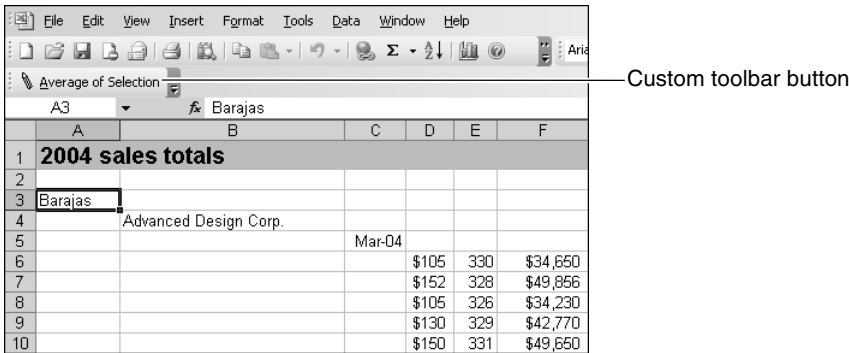 File Edit View Insert Format Tools Data Window Help
Σ Aria
Average of Selection
Custom toolbar button
A3 fx Barajas
A B C D E F
1 2004 sales totals
2
3 Barajas
4 Advanced Design Corp.
5 Mar-04
6 $105 330 $34,650
7 $152 328 $49,856
8 $105 326 $34,230
9 $130 329 $42,770
10 $150 331 $49,650